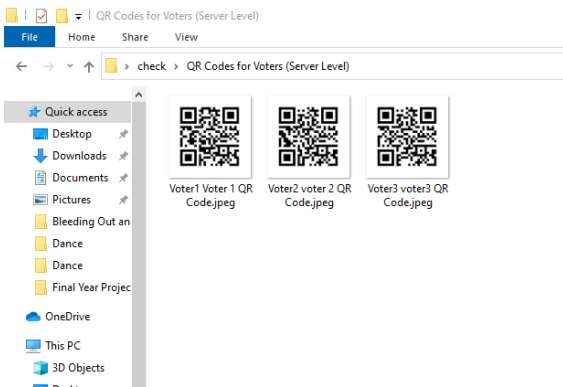 QR Codes for Voters (Server Level)
File Home Share View
check > QR Codes for Voters (Server Level)
Quick access
Desktop
Downloads
Documents
Pictures
Bleeding Out an
Dance
Dance
Final Year Projec
OneDrive
This PC
3D Objects
Voter1 Voter 1 QR
Code.jpeg
Voter2 voter 2 QR
Code.jpeg
Voter3 voter3 QR
Code.jpeg